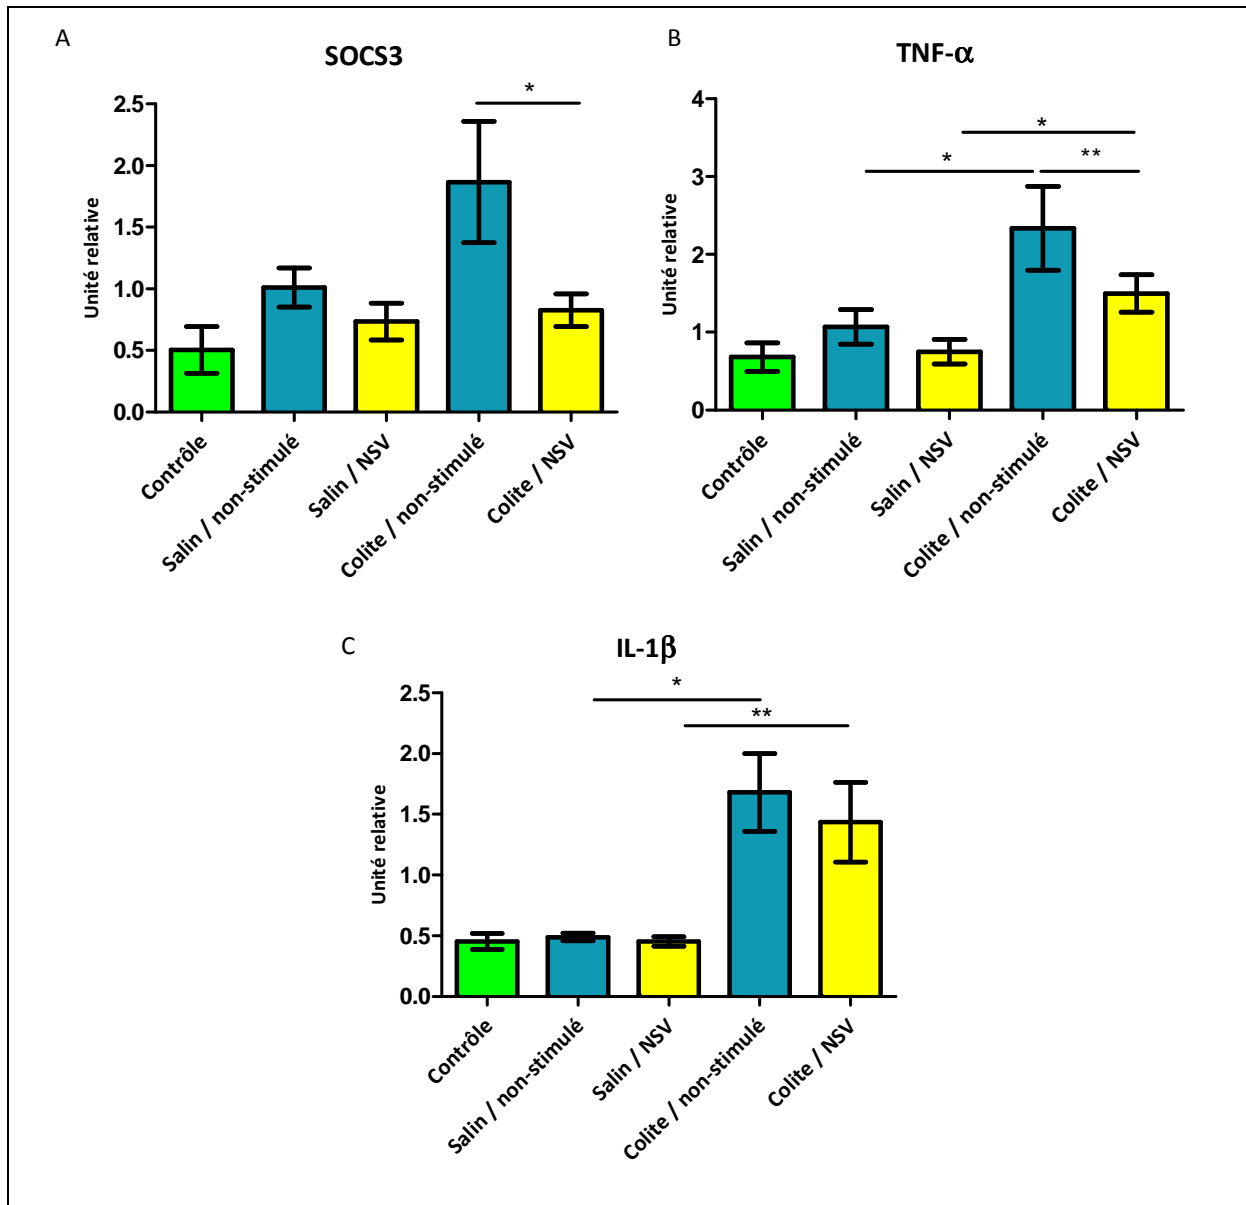 A
SOCS3
*
2.5
2.0
1.5
1.0
0.5
0.0
Unité relative
Contrôle
Salin / non-stimulé
Salin / NSV
Colite / non-stimulé
Colite / NSV
B
TNF-α
*
*
**
4
3
2
1
0
Unité relative
Contrôle
Salin / non-stimulé
Salin / NSV
Colite / non-stimulé
Colite / NSV
C
IL-1β
*
**
2.5
2.0
1.5
1.0
0.5
0.0
Unité relative
Contrôle
Salin / non-stimulé
Salin / NSV
Colite / non-stimulé
Colite / NSV